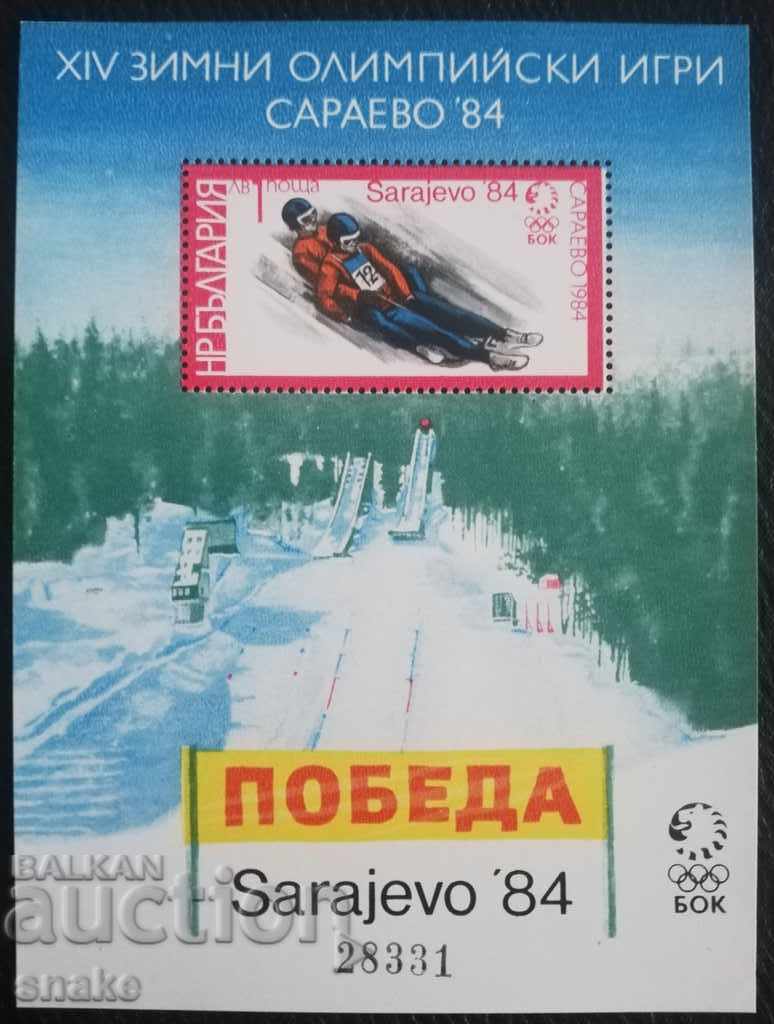 XIV ЗИМНИ ОЛИМПИЙСКИ ИГРИ
САРАЕВО '84
НРБЪЛГАРИЯ
ЛВ 1 ПОЩА
Sarajevo '84
БОК
САРАЕВО 1984
12
ПОБЕДА
Sarajevo '84
БОК
28331
BALKAN
auction
snake